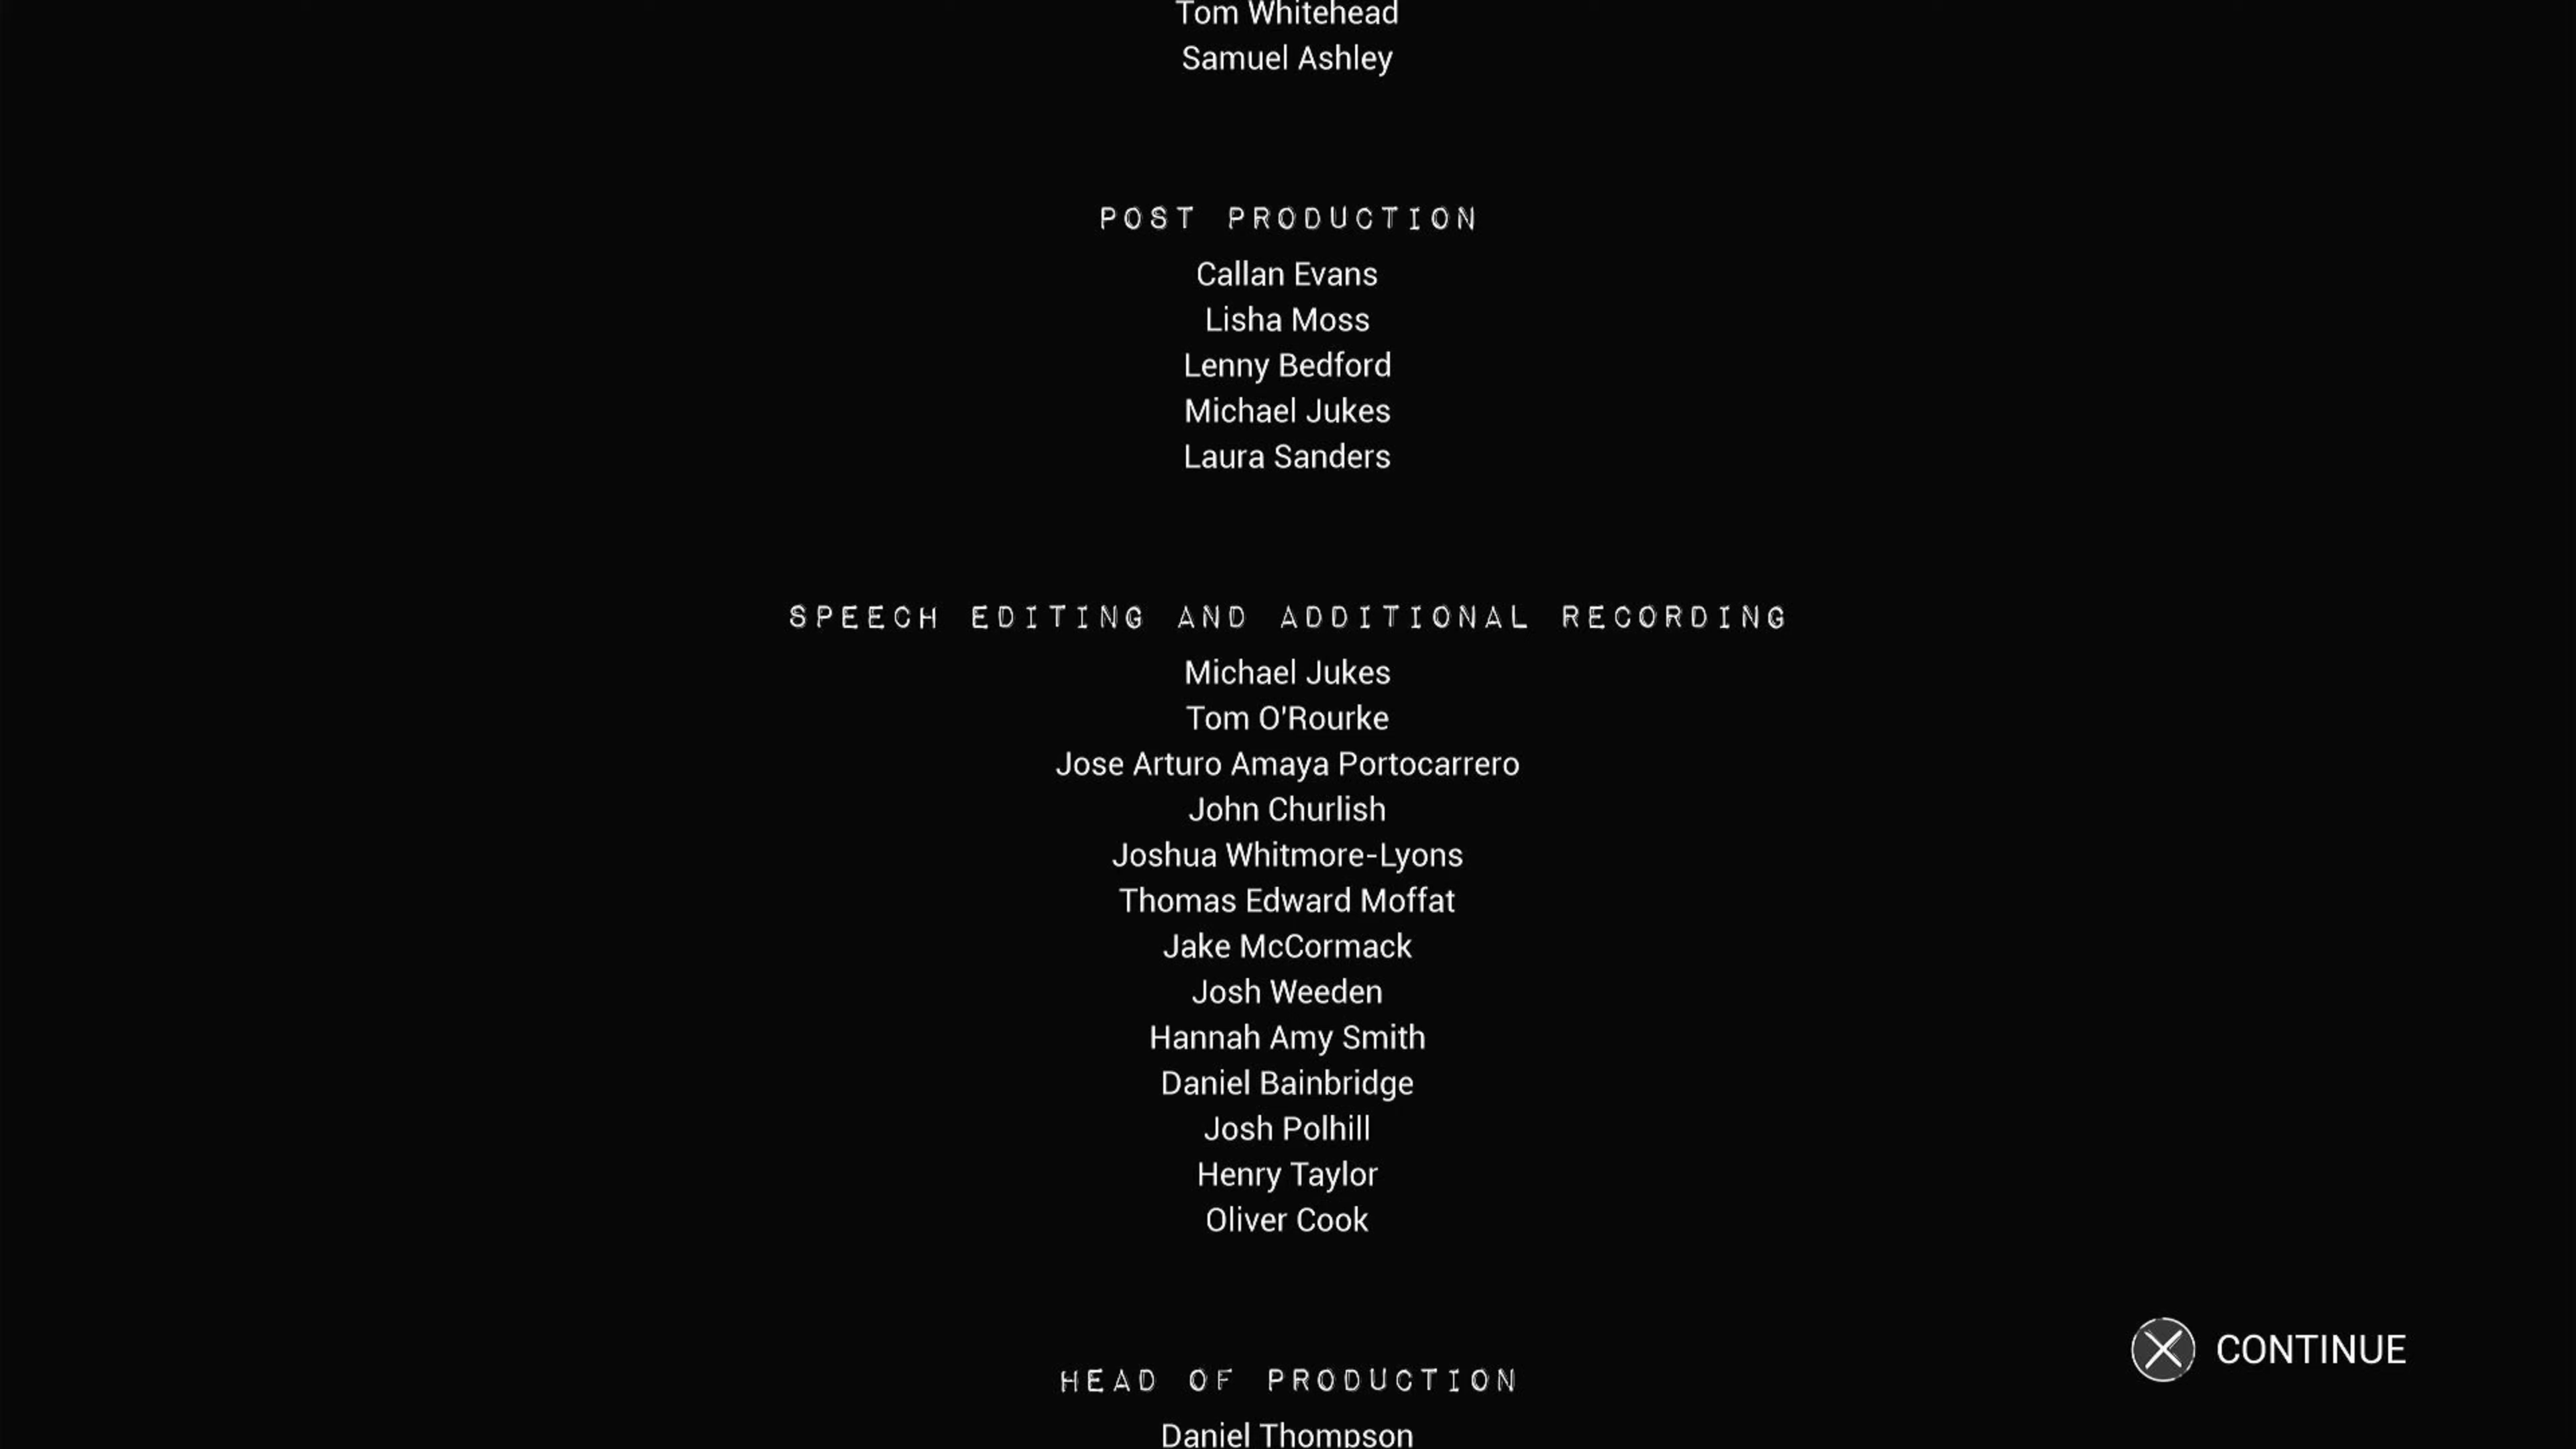 Tom Whitehead
Samuel Ashley
POST PRODUCTION
Callan Evans
Lisha Moss
Lenny Bedford
Michael Jukes
Laura Sanders
SPEECH EDITING AND ADDITIONAL RECORDING
Michael Jukes
Tom O'Rourke
Jose Arturo Amaya Portocarrero
John Churlish
Joshua Whitmore-Lyons
Thomas Edward Moffat
Jake McCormack
Josh Weeden
Hannah Amy Smith
Daniel Bainbridge
Josh Polhill
Henry Taylor
Oliver Cook
CONTINUE
HEAD OF PRODUCTION
Daniel Thompson